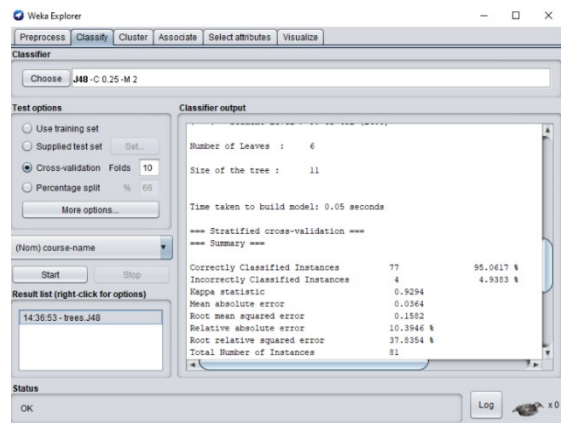 Weka Explorer
Preprocess Classify Cluster Associate Select attributes Visualize
Classifier
Choose J48 -C 0.25 -M 2
Test options
Use training set
Supplied test set Set...
Cross-validation Folds 10
Percentage split % 66
More options...
(Nom) course-name
Start Stop
Result list (right-click for options)
14:36:53 - trees.J48
Classifier output
Number of Leaves : 6
Size of the tree : 11
Time taken to build model: 0.05 seconds
=== Stratified cross-validation ===
=== Summary ===
Correctly Classified Instances 77 95.0617 %
Incorrectly Classified Instances 4 4.9383 %
Kappa statistic 0.9294
Mean absolute error 0.0364
Root mean squared error 0.1582
Relative absolute error 10.3946 %
Root relative squared error 37.8354 %
Total Number of Instances 81
Status
OK
Log x 0